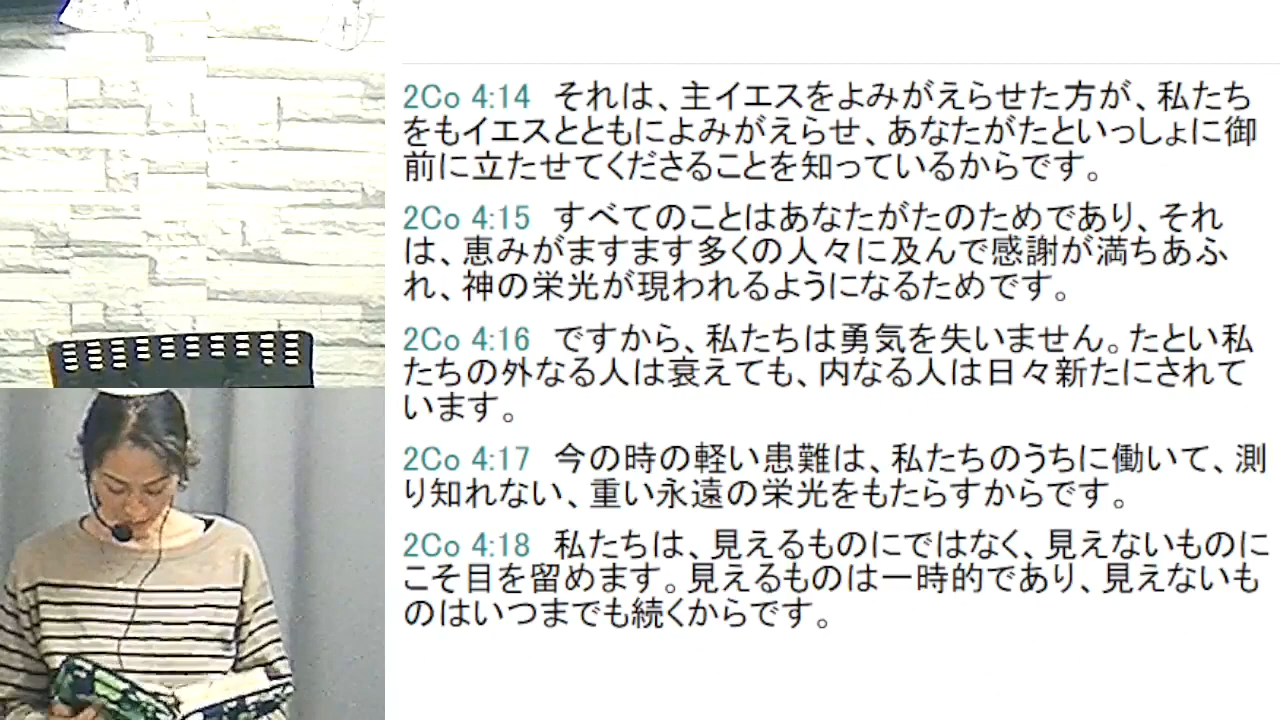 2Co 4:14 それは、主イエスをよみがえらせた方が、私たち
をもイエスとともによみがえらせ、あなたがたといっしょに御
前に立たせてくださることを知っているからです。
2Co 4:15 すべてのことはあなたがたのためであり、それ
は、恵みがますます多くの人々に及んで感謝が満ちあふ
れ、神の栄光が現われるようになるためです。
2Co 4:16 ですから、私たちは勇気を失いません。たとい私
たちの外なる人は衰えても、内なる人は日々新たにされて
います。
2Co 4:17 今の時の軽い患難は、私たちのうちに働いて、測
り知れない、重い永遠の栄光をもたらすからです。
2Co 4:18 私たちは、見えるものにではなく、見えないものに
こそ目を留めます。見えるものは一時的であり、見えないも
のはいつまでも続くからです。